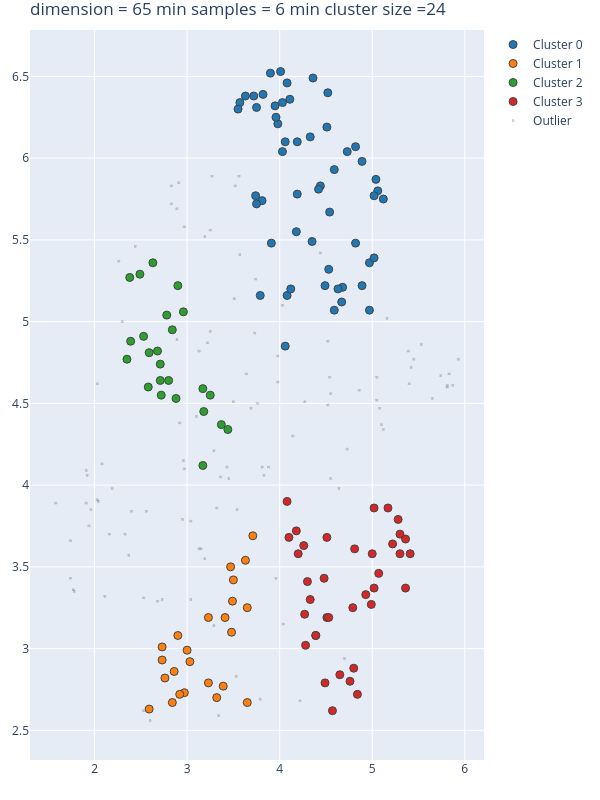 dimension = 65 min samples = 6 min cluster size =24
Cluster 0
Cluster 1
Cluster 2
Cluster 3
Outlier
6.5
6
5.5
5
4.5
4
3.5
3
2.5
2 3 4 5 6